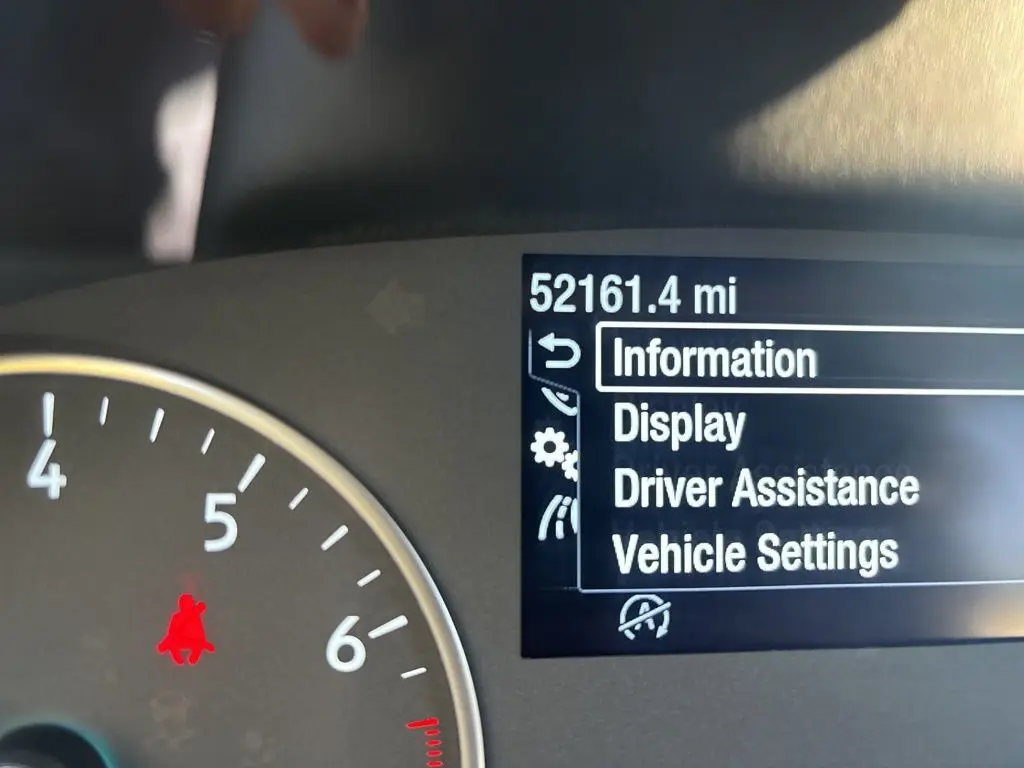 52161.4 mi
Information
Display
Driver Assistance
Vehicle Settings
A
4
5
6